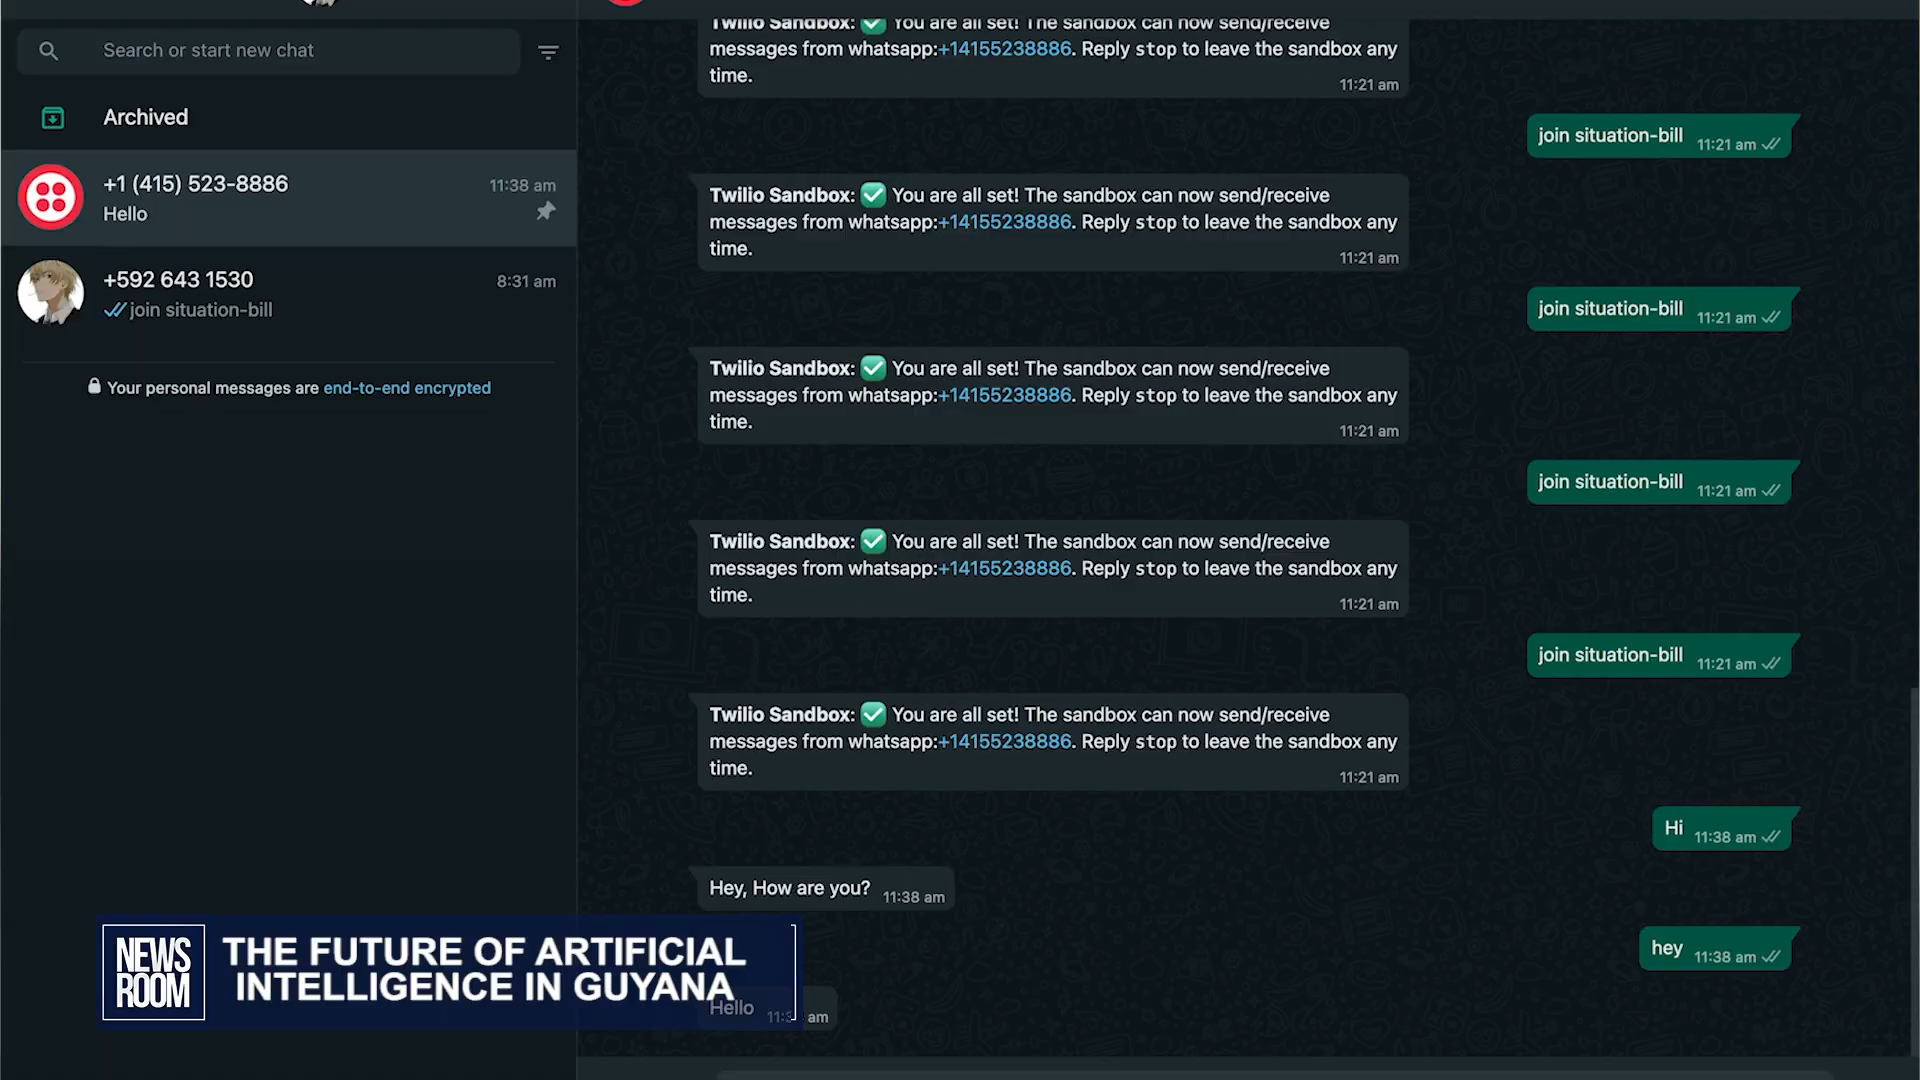 Search or start new chat
Archived
+1 (415) 523-8886
11:38 am
Hello
+592 643 1530
8:31 am
join situation-bill
Your personal messages are end-to-end encrypted
Twilio Sandbox: ✅ You are all set! The sandbox can now send/receive
messages from whatsapp:+14155238886. Reply stop to leave the sandbox any
time.
11:21 am
join situation-bill 11:21 am
Twilio Sandbox: ✅ You are all set! The sandbox can now send/receive
messages from whatsapp:+14155238886. Reply stop to leave the sandbox any
time.
11:21 am
join situation-bill 11:21 am
Twilio Sandbox: ✅ You are all set! The sandbox can now send/receive
messages from whatsapp:+14155238886. Reply stop to leave the sandbox any
time.
11:21 am
join situation-bill 11:21 am
Twilio Sandbox: ✅ You are all set! The sandbox can now send/receive
messages from whatsapp:+14155238886. Reply stop to leave the sandbox any
time.
11:21 am
join situation-bill 11:21 am
Twilio Sandbox: ✅ You are all set! The sandbox can now send/receive
messages from whatsapp:+14155238886. Reply stop to leave the sandbox any
time.
11:21 am
Hi 11:38 am
Hey, How are you? 11:38 am
hey 11:38 am
Hello am
NEWS
ROOM
THE FUTURE OF ARTIFICIAL
INTELLIGENCE IN GUYANA